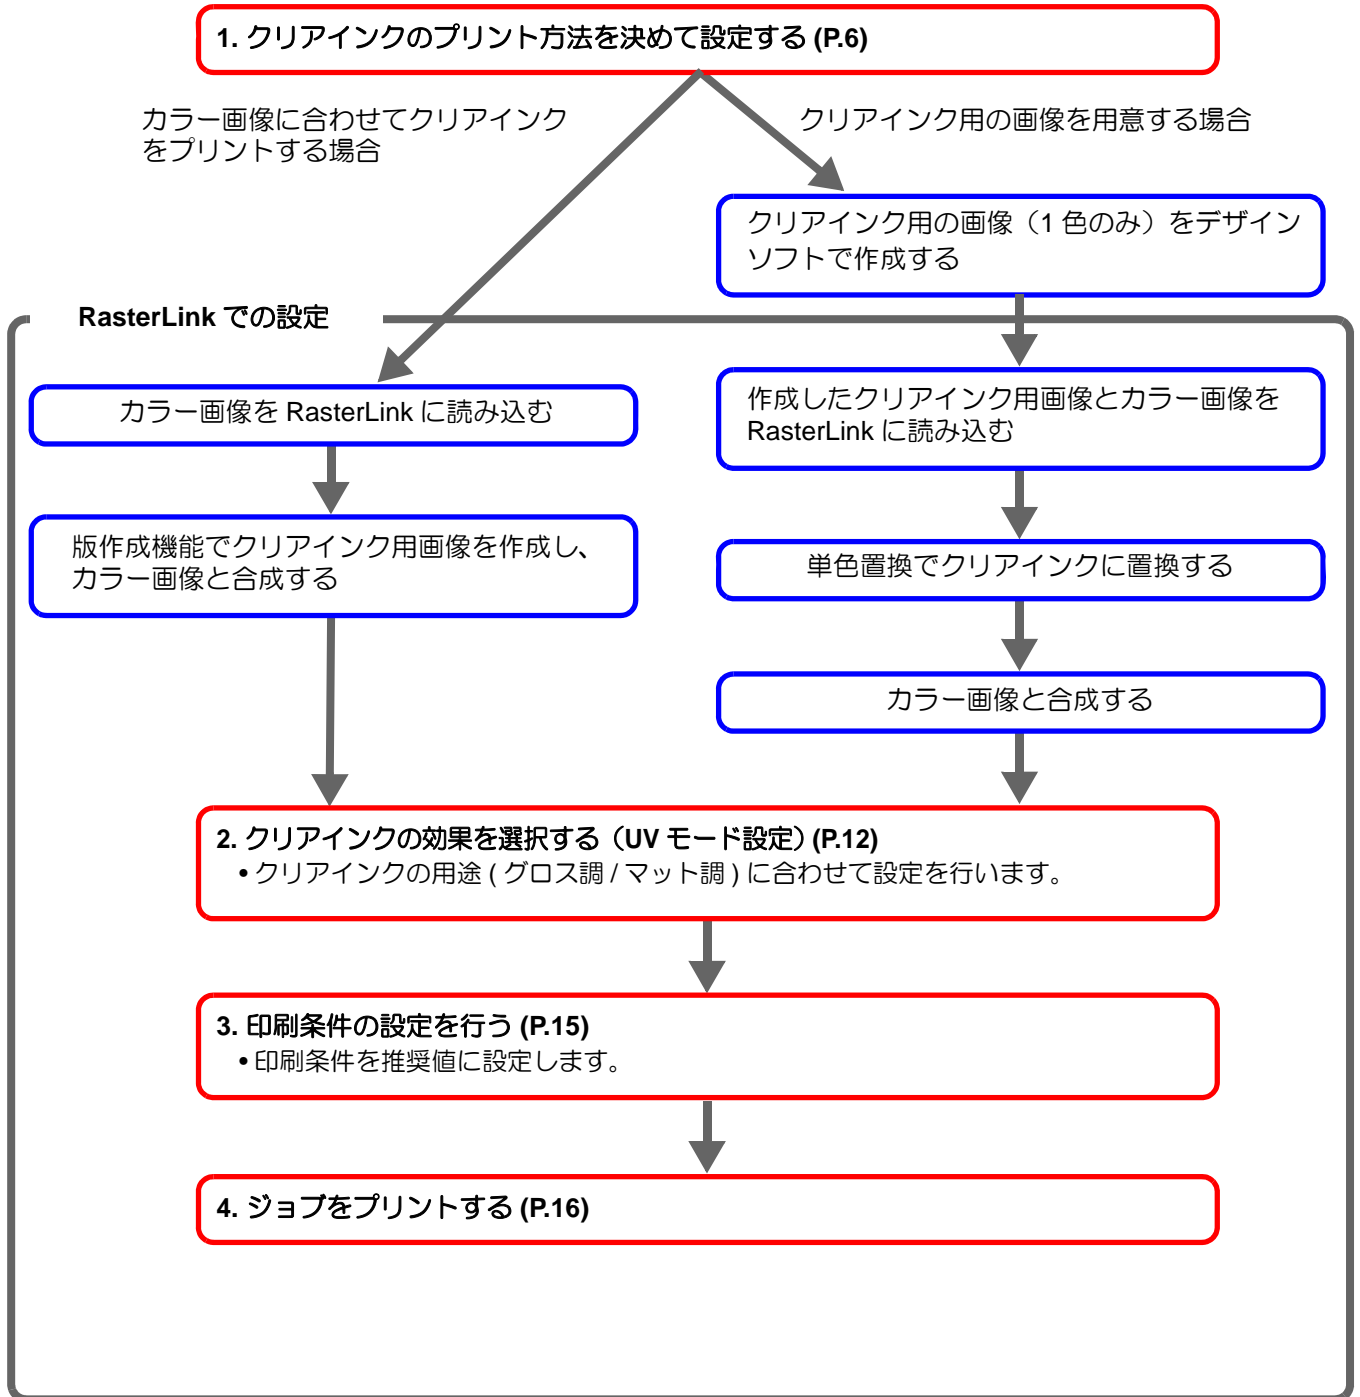 1. クリアインクのプリント方法を決めて設定する (P.6)
カラー画像に合わせてクリアインク
をプリントする場合
クリアインク用の画像を用意する場合
クリアインク用の画像（1 色のみ）をデザイン
ソフトで作成する
RasterLink での設定
カラー画像を RasterLink に読み込む
作成したクリアインク用画像とカラー画像を
RasterLink に読み込む
版作成機能でクリアインク用画像を作成し、
カラー画像と合成する
単色置換でクリアインクに置換する
カラー画像と合成する
2. クリアインクの効果を選択する（UV モード設定）(P.12)
• クリアインクの用途 ( グロス調 / マット調 ) に合わせて設定を行います。
3. 印刷条件の設定を行う (P.15)
• 印刷条件を推奨値に設定します。
4. ジョブをプリントする (P.16)